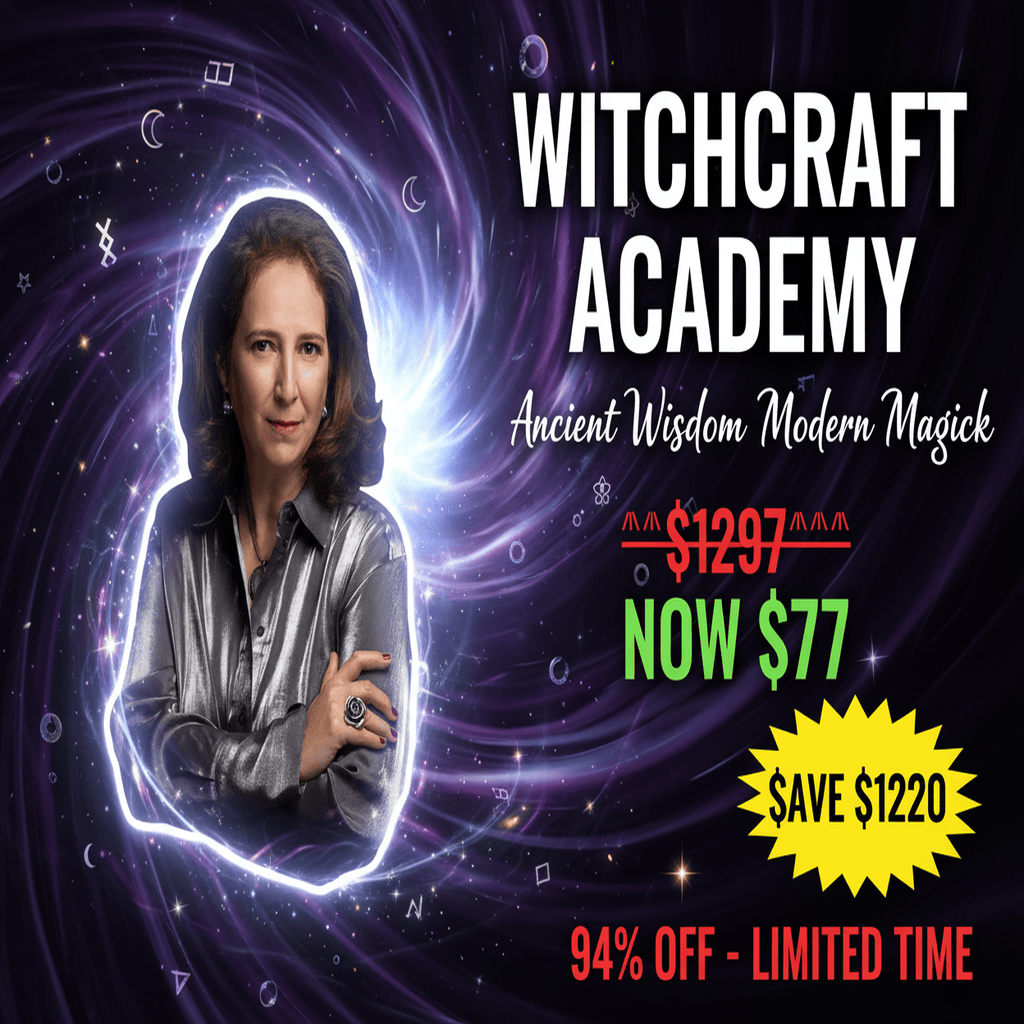 WITCHCRAFT
ACADEMY
Ancient Wisdom Modern Magick
^^$1297^^^
NOW $77
$AVE $1220
94% OFF - LIMITED TIME